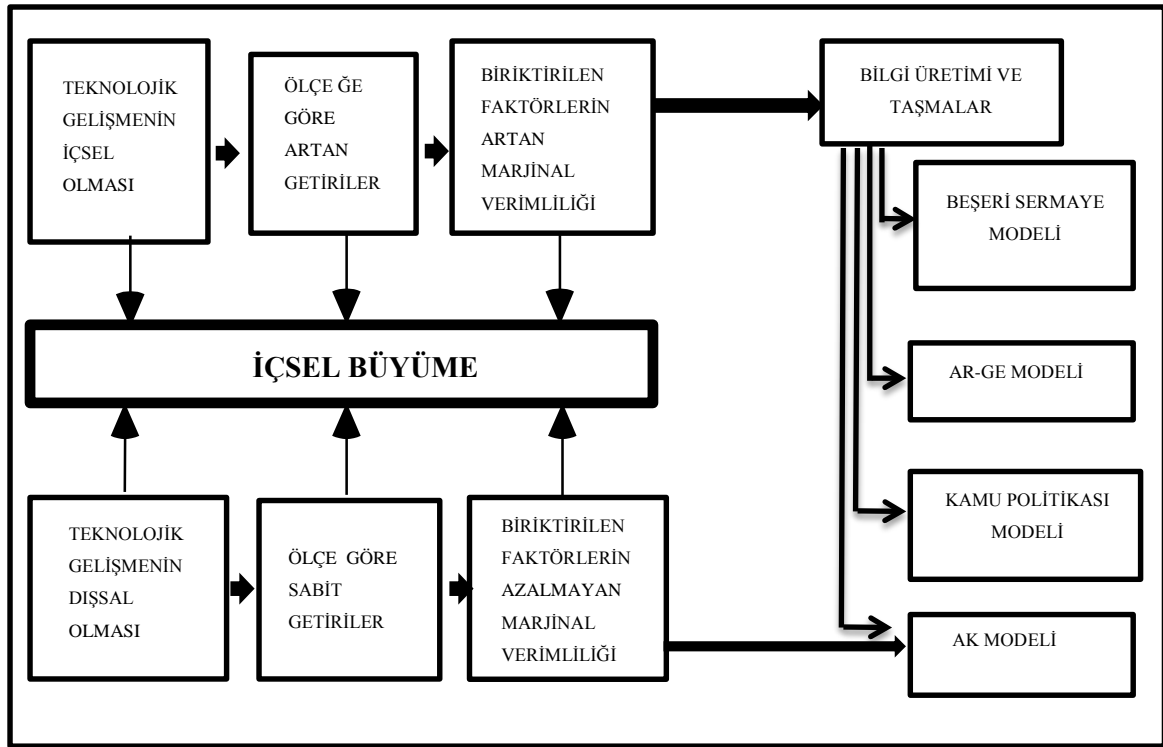 TEKNOLOJİK
GELİŞMENİN
İÇSEL
OLMASI
ÖLÇE ĞE
GÖRE
ARTAN
GETİRİLER
BİRİKTİRİLEN
FAKTÖRLERİN
ARTAN
MARJİNAL
VERİMLİLİĞİ
BİLGİ ÜRETİMİ VE
TAŞMALAR
BEŞERİ SERMAYE
MODELİ
İÇSEL BÜYÜME
AR-GE MODELİ
KAMU POLİTİKASI
MODELİ
TEKNOLOJİK
GELİŞMENİN
DIŞSAL
OLMASI
ÖLÇE GÖRE
SABİT
GETİRİLER
BİRİKTİRİLEN
FAKTÖRLERİN
AZALMAYAN
MARJİNAL
VERİMLİLİĞİ
AK MODELİ